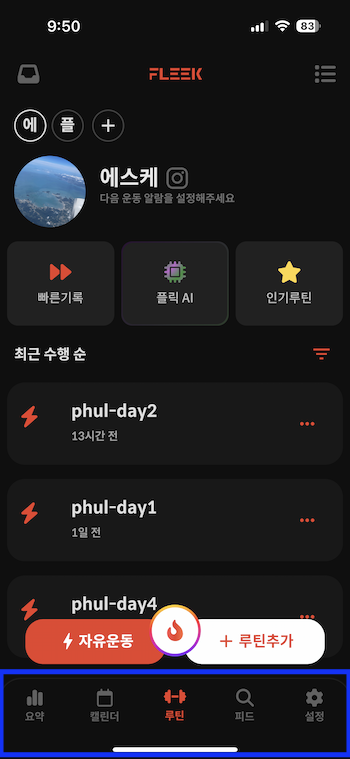 9:50
83
FLEEK
에
플
에스케
다음 운동 알람을 설정해주세요
빠른기록
플릭 AI
인기루틴
최근 수행 순
phul-day2
13시간 전
phul-day1
1일 전
phul-day4
자유운동
루틴추가
요약
캘린더
루틴
피드
설정